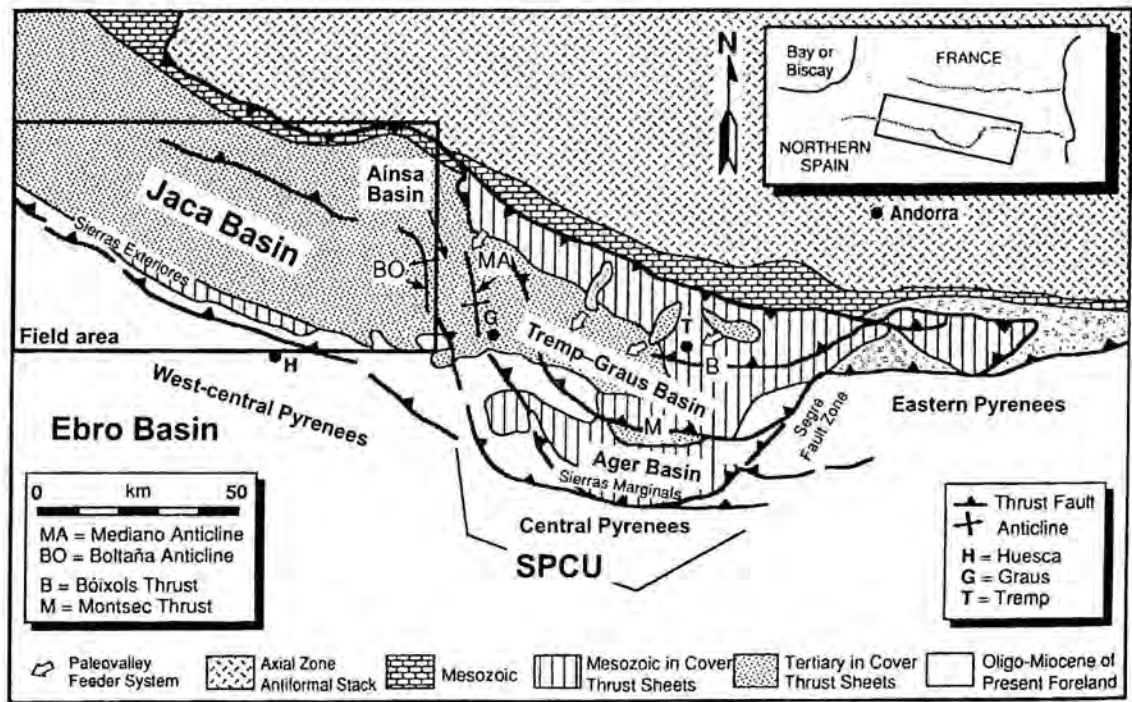 N
Bay or
Biscay
FRANCE
NORTHERN
SPAIN
Andorra
Aínsa
Basin
Jaca Basin
BO
MA
G
Sierras Exteriores
Field area
H
Tremp–Graus Basin
T
B
West-central Pyrenees
Ebro Basin
M
Segre
Fault Zone
Eastern Pyrenees
Ager Basin
Sierras Marginals
Central Pyrenees
SPCU
0 km 50
MA = Mediano Anticline
BO = Boltaña Anticline
B = Bóixols Thrust
M = Montsec Thrust
Thrust Fault
Anticline
H = Huesca
G = Graus
T = Tremp
Paleovalley
Feeder System
Axial Zone
Antiformal Stack
Mesozoic
Mesozoic in Cover
Thrust Sheets
Tertiary in Cover
Thrust Sheets
Oligo-Miocene of
Present Foreland